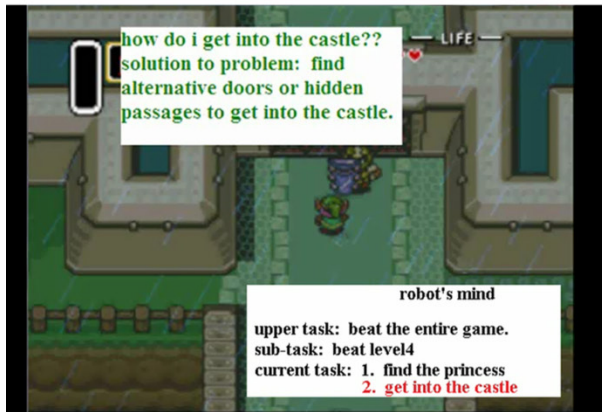 how do i get into the castle??
solution to problem:  find
alternative doors or hidden
passages to get into the castle.
— LIFE —
robot's mind
upper task:  beat the entire game.
sub-task:  beat level4
current task:  1.  find the princess
2.  get into the castle